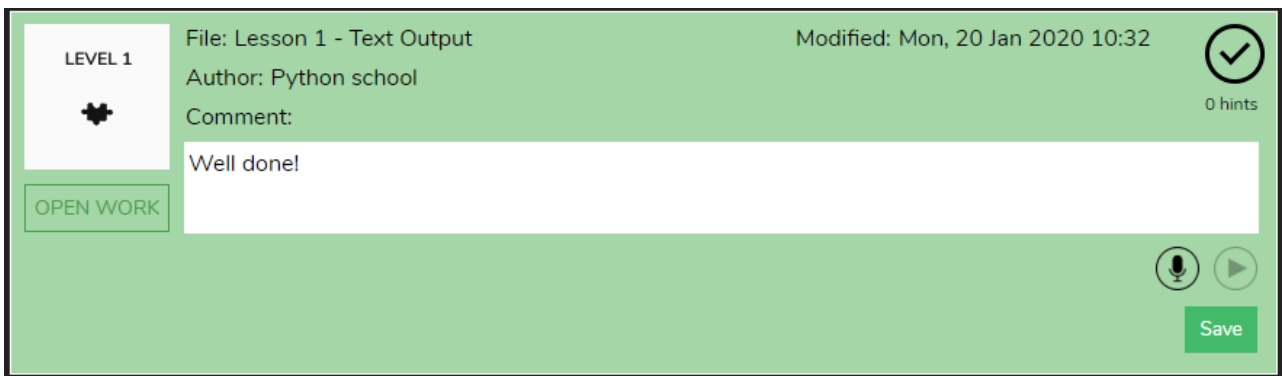 LEVEL 1
File: Lesson 1 - Text Output
Modified: Mon, 20 Jan 2020 10:32
Author: Python school
0 hints
Comment:
Well done!
OPEN WORK
Save